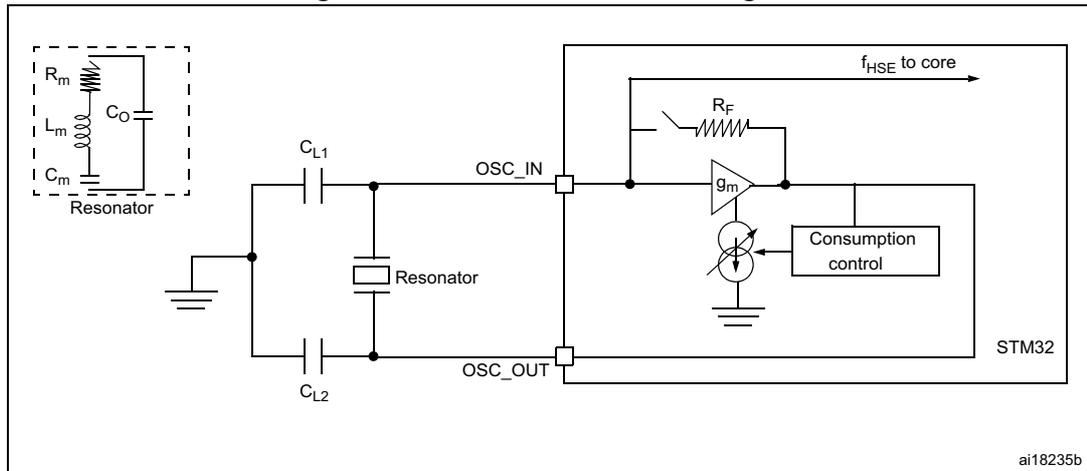 R_m
L_m
C_O
C_m
Resonator
C_L1
C_L2
Resonator
OSC_IN
OSC_OUT
f_HSE to core
R_F
g_m
Consumption
control
STM32
ai18235b